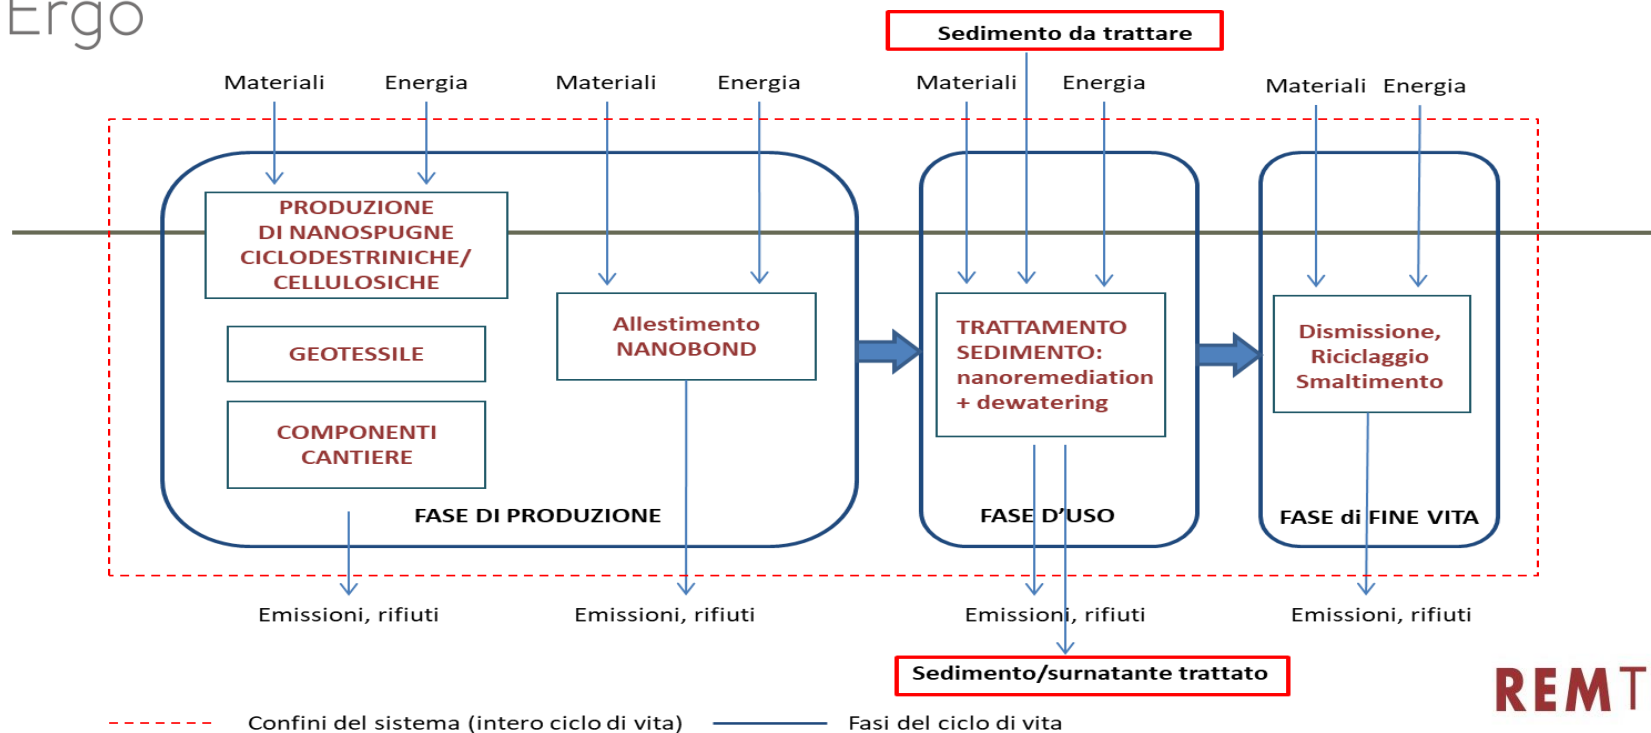 Ergo
Sedimento da trattare
Materiali Energia Materiali Energia Materiali Energia Materiali Energia
PRODUZIONE
DI NANOSPUGNE
CICLODESTRINICHE/
CELLULOSICHE
GEOTESSILE
COMPONENTI
CANTIERE
Allestimento
NANOBOND
FASE DI PRODUZIONE
TRATTAMENTO
SEDIMENTO:
nanoremediation
+ dewatering
FASE D'USO
Dismissione,
Riciclaggio
Smaltimento
FASE di FINE VITA
Emissioni, rifiuti Emissioni, rifiuti Emissioni, rifiuti Emissioni, rifiuti
Sedimento/surnatante trattato
REMT
Confini del sistema (intero ciclo di vita) Fasi del ciclo di vita